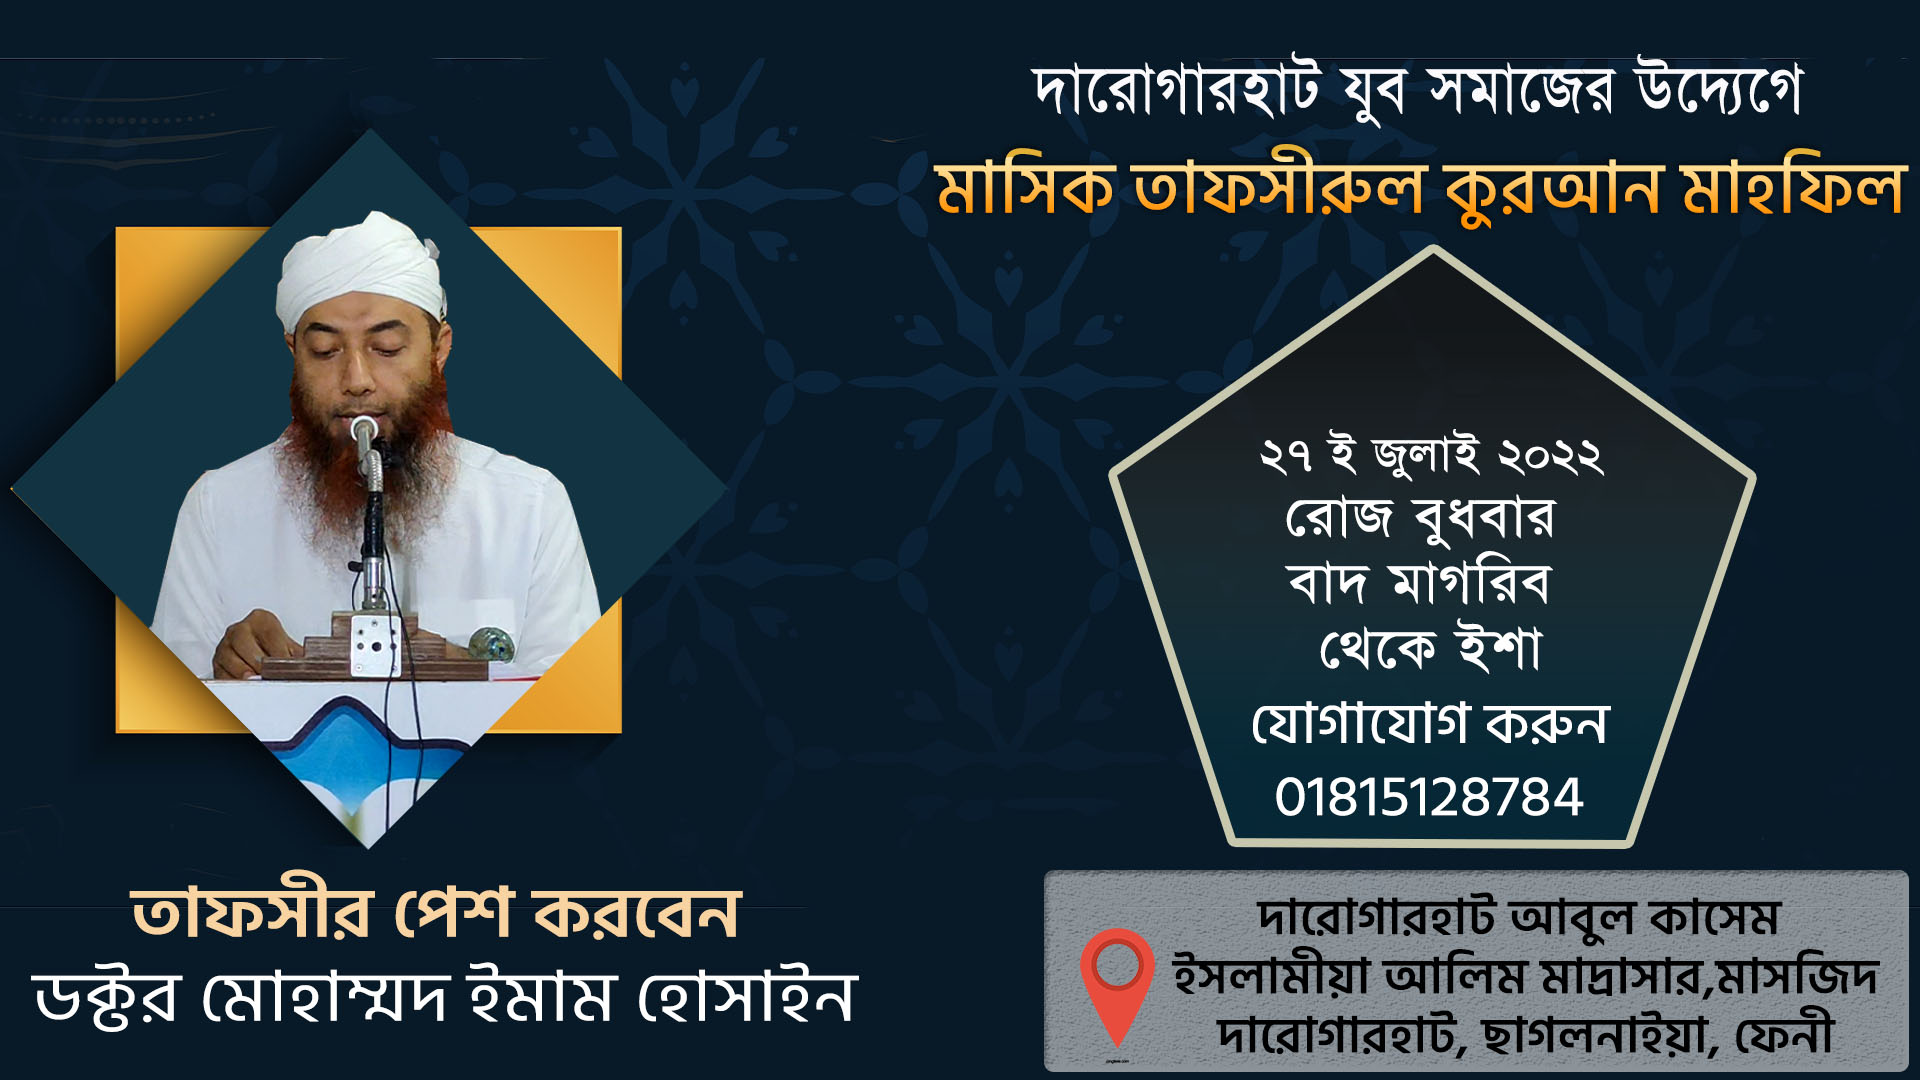 দারোগারহাট যুব সমাজের উদ্যেগে
মাসিক তাফসীরুল কুরআন মাহফিল
২৭ ই জুলাই ২০২২
রোজ বুধবার
বাদ মাগরিব
থেকে ইশা
যোগাযোগ করুন
01815128784
তাফসীর পেশ করবেন
ডক্টর মোহাম্মদ ইমাম হোসাইন
দারোগারহাট আবুল কাসেম
ইসলামীয়া আলিম মাদ্রাসার,মাসজিদ
দারোগারহাট, ছাগলনাইয়া, ফেনী